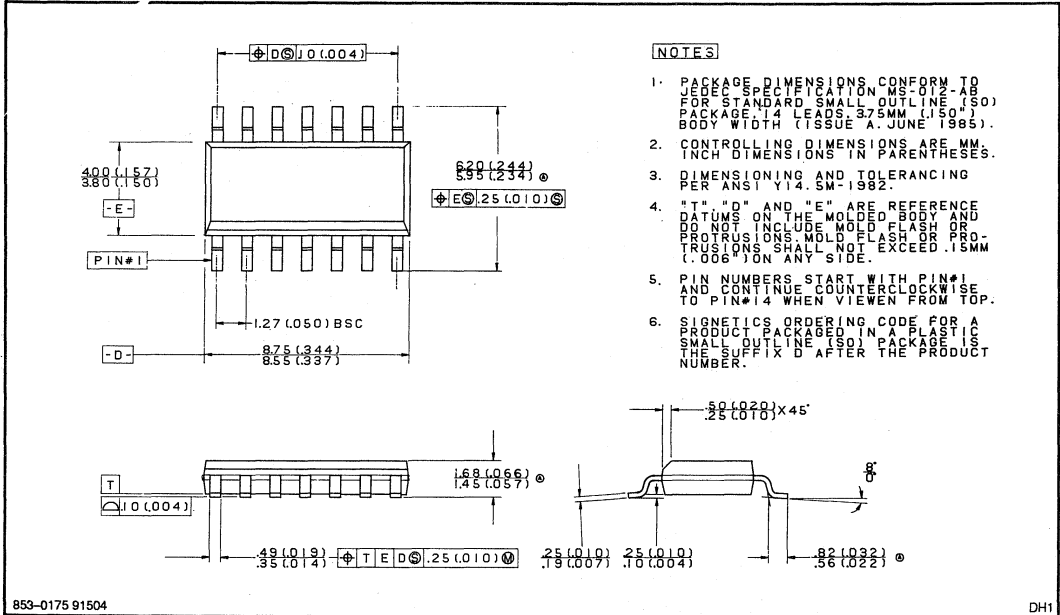 ⌖ D Ⓢ .10 (.004)
4.00 (.157)
3.80 (.150)
-E-
PIN#1
6.20 (.244)
5.95 (.234) Ⓐ
⌖ E Ⓢ .25 (.010) Ⓢ
1.27 (.050) BSC
-D-
8.75 (.344)
8.55 (.337)
NOTES
1. PACKAGE DIMENSIONS CONFORM TO
JEDEC SPECIFICATION MS-012-AB
FOR STANDARD SMALL OUTLINE (SO)
PACKAGE, 14 LEADS, 3.75MM (.150")
BODY WIDTH (ISSUE A. JUNE 1985).
2. CONTROLLING DIMENSIONS ARE MM.
INCH DIMENSIONS IN PARENTHESES.
3. DIMENSIONING AND TOLERANCING
PER ANSI Y14.5M-1982.
4. "T", "D" AND "E" ARE REFERENCE
DATUMS ON THE MOLDED BODY AND
DO NOT INCLUDE MOLD FLASH OR
PROTRUSIONS. MOLD FLASH OR PRO-
TRUSIONS SHALL NOT EXCEED .15MM
(.006") ON ANY SIDE.
5. PIN NUMBERS START WITH PIN#1
AND CONTINUE COUNTERCLOCKWISE
TO PIN#14 WHEN VIEWEN FROM TOP.
6. SIGNETICS ORDERING CODE FOR A
PRODUCT PACKAGED IN A PLASTIC
SMALL OUTLINE (SO) PACKAGE IS
THE SUFFIX D AFTER THE PRODUCT
NUMBER.
.50 (.020)
.25 (.010) X 45°
T
⌓ .10 (.004)
1.68 (.066)
1.45 (.057) Ⓐ
8°
0°
.49 (.019)
.35 (.014)
⌖ T E D Ⓢ .25 (.010) Ⓜ
.25 (.010)
.19 (.007)
.25 (.010)
.10 (.004)
.82 (.032)
.56 (.022) Ⓐ
853-0175 91504
DH1